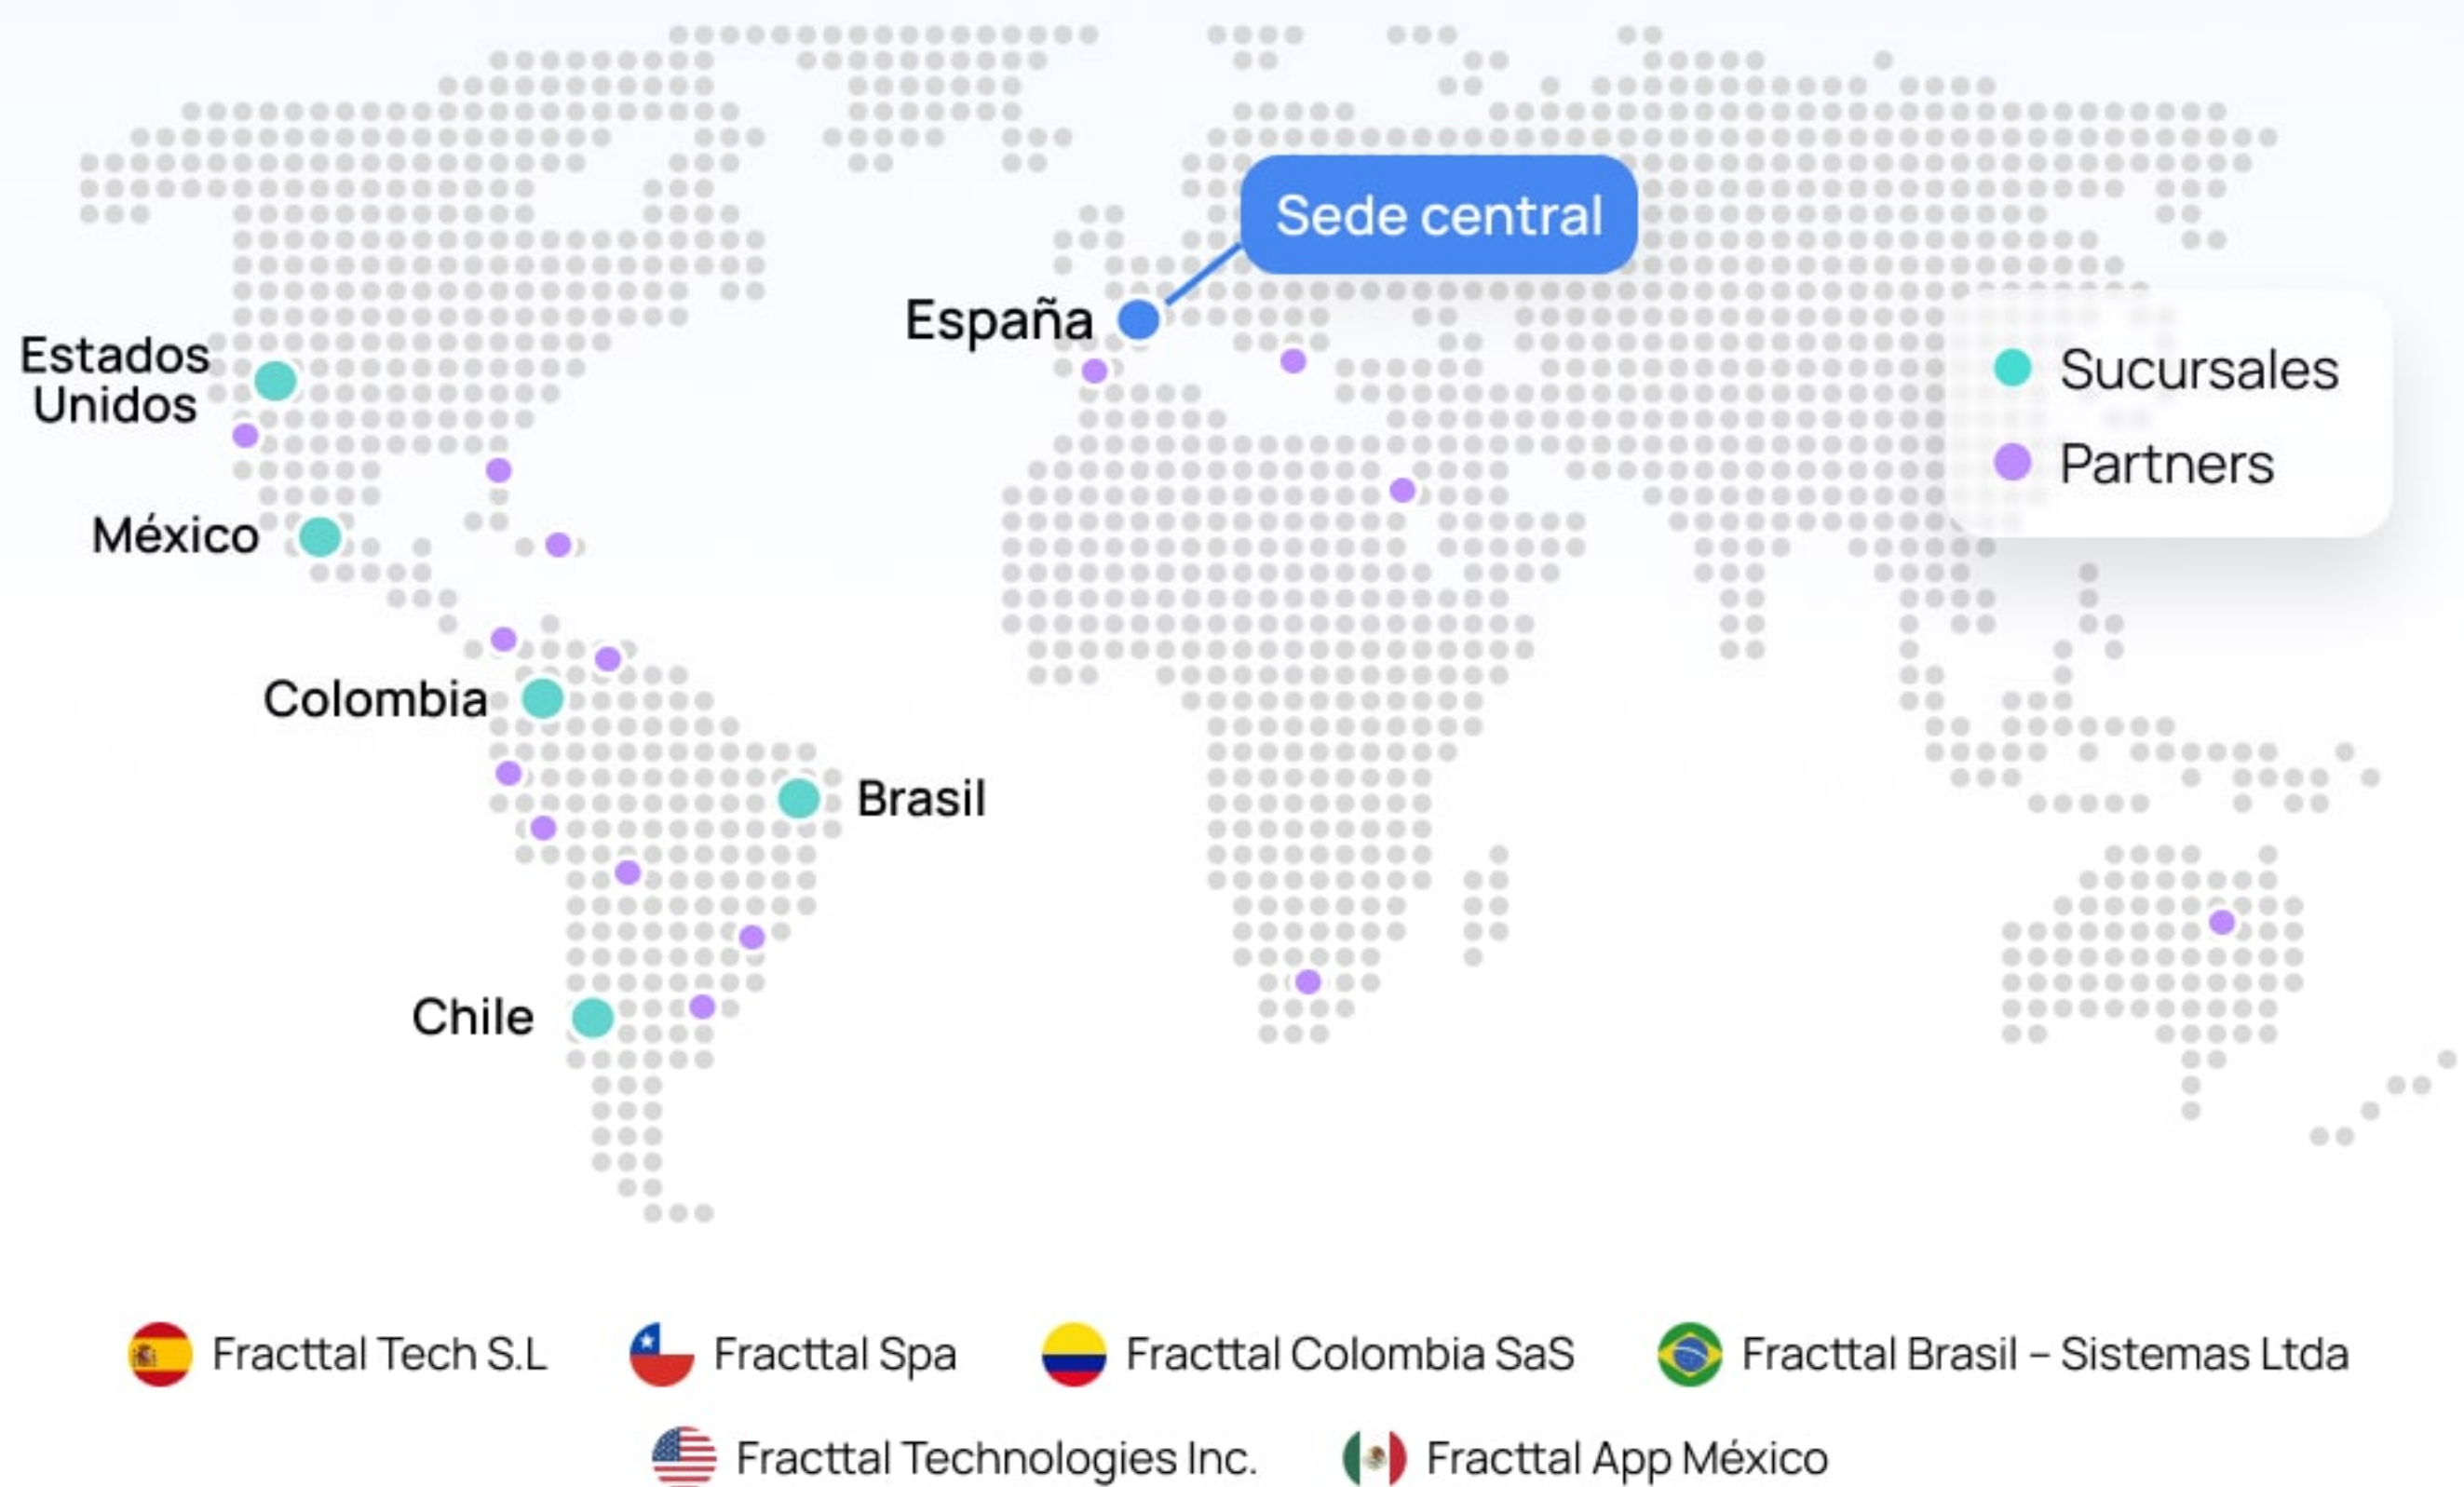 Sede central
España
Estados
Unidos
Sucursales
Partners
México
Colombia
Brasil
Chile
Fracttal Tech S.L
Fracttal Spa
Fracttal Colombia SaS
Fracttal Brasil – Sistemas Ltda
Fracttal Technologies Inc.
Fracttal App México